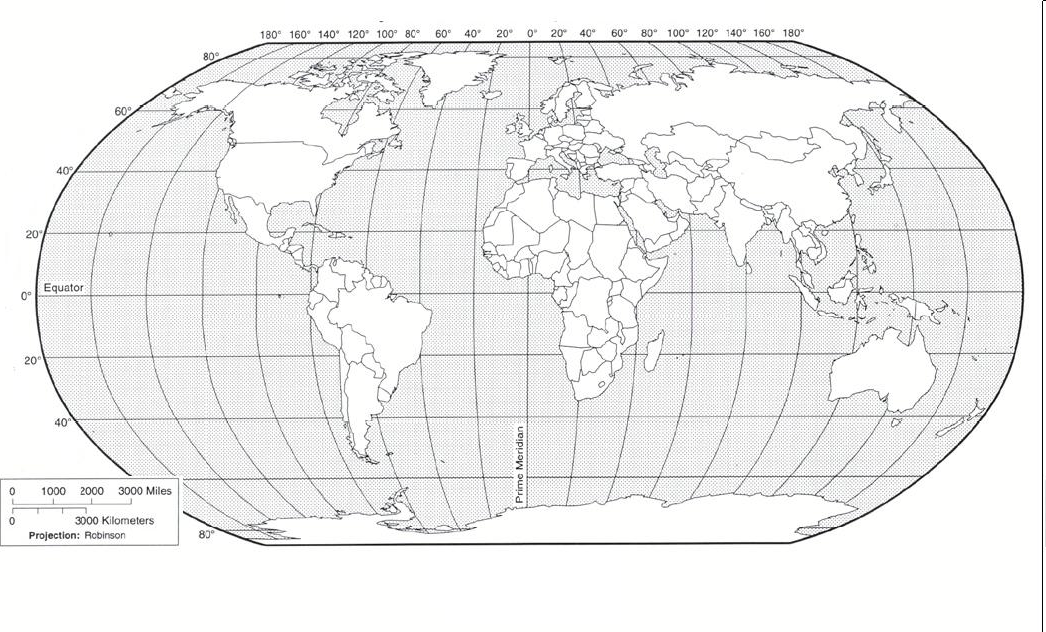 180° 160° 140° 120° 100° 80° 60° 40° 20° 0° 20° 40° 60° 80° 100° 120° 140° 160° 180°
80°
60°
40°
20°
Equator
0°
20°
40°
Prime Meridian
0 1000 2000 3000 Miles
0 3000 Kilometers
Projection: Robinson
80°